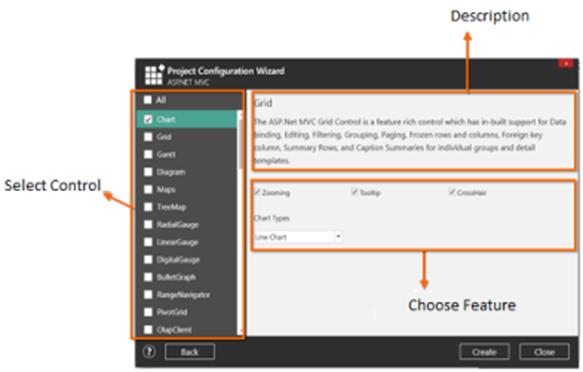 Description
Project Configuration Wizard
ASP.NET MVC
x
All
Chart
Grid
Gantt
Diagram
Maps
TreeMap
RadialGauge
LinearGauge
DigitalGauge
BulletGraph
RangeNavigator
PivotGrid
OlapClient
Select Control
Grid
The ASP.Net MVC Grid Control is a feature rich control which has in-built support for Data
binding, Editing, Filtering, Grouping, Paging, Frozen rows and columns, Foreign key
column, Summary Rows, and Caption Summaries for individual groups and detail
templates.
Zooming
Tooltip
CrossHair
Chart Types
Line Chart
Choose Feature
?
Back
Create
Close